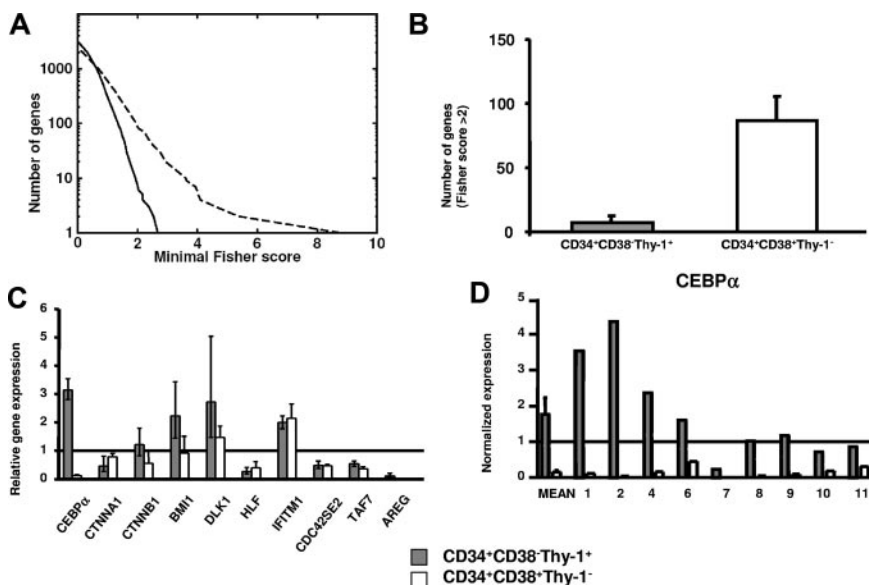 A
Number of genes
1000
100
10
1
0 2 4 6 8 10
Minimal Fisher score
B
Number of genes
(Fisher score >2)
150
100
50
0
CD34⁺CD38⁻Thy-1⁺ CD34⁺CD38⁺Thy-1⁻
C
Relative gene expression
6
5
4
3
2
1
0
CEBPα CTNNA1 CTNNB1 BMI1 DLK1 HLF IFITM1 CDC42SE2 TAF7 AREG
D
CEBPα
Normalized expression
5
4
3
2
1
0
MEAN 1 2 4 6 7 8 9 10 11
CD34⁺CD38⁻Thy-1⁺
CD34⁺CD38⁺Thy-1⁻